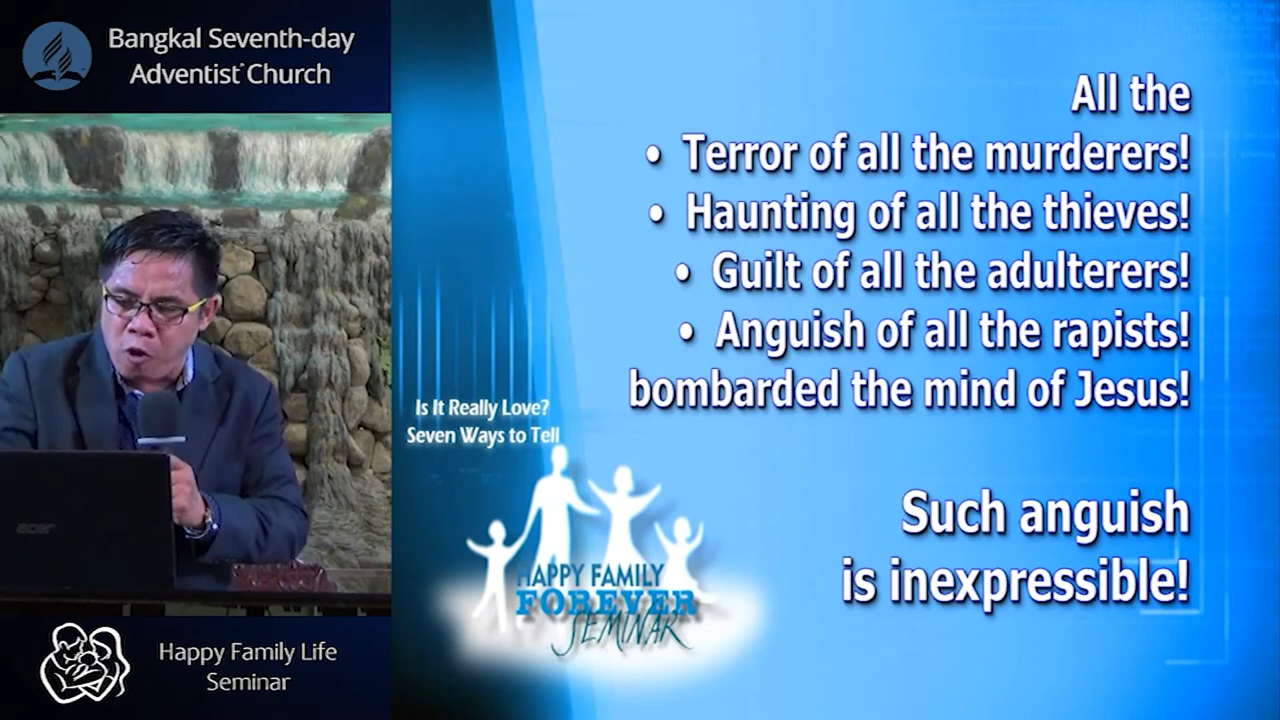 Bangkal Seventh-day
Adventist® Church
Happy Family Life
Seminar
acer
Is It Really Love?
Seven Ways to Tell
HAPPY FAMILY
FOREVER
SEMINAR
All the
• Terror of all the murderers!
• Haunting of all the thieves!
• Guilt of all the adulterers!
• Anguish of all the rapists!
bombarded the mind of Jesus!
Such anguish
is inexpressible!